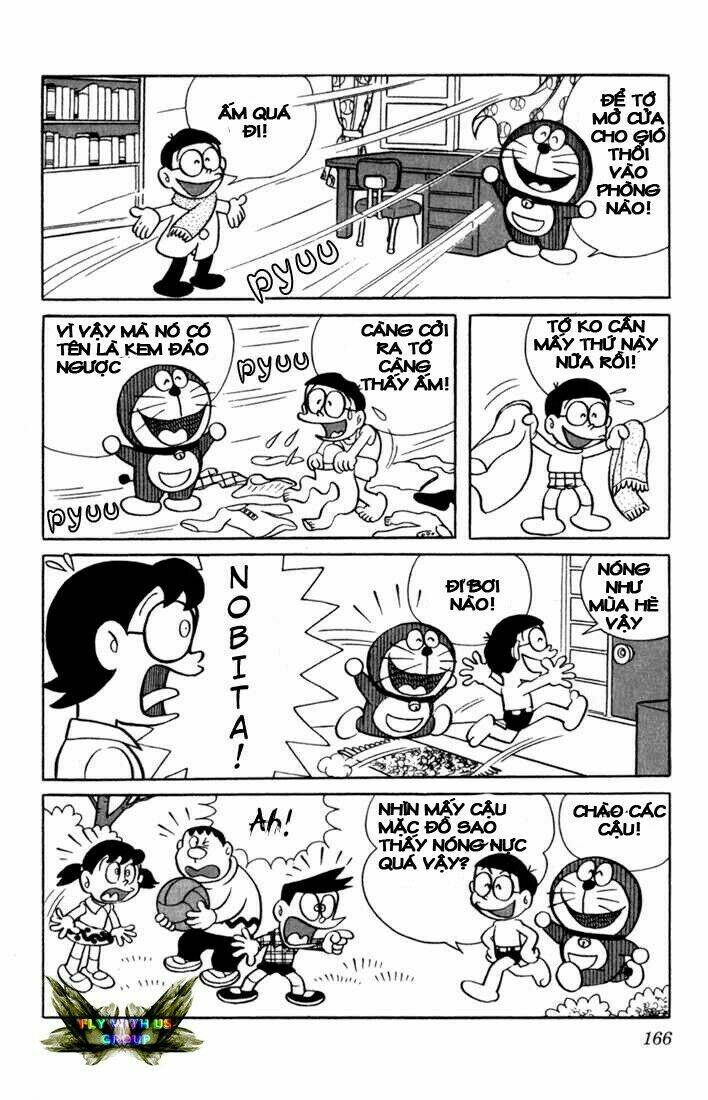 ẤM QUÁ
ĐI!
ĐỂ TỚ
MỞ CỬA
CHO GIÓ
THỔI
VÀO
PHÒNG
NÀO!
pyuu
VÌ VẬY MÀ NÓ CÓ
TÊN LÀ KEM ĐẢO
NGƯỢC
pyuu
pyuu
CÀNG CỞI
RA TỚ
CÀNG
THẤY ẤM!
TỚ KO CẦN
MẤY THỨ NÀY
NỮA RỒI!
NOBITA!
ĐI BƠI
NÀO!
NÓNG
NHƯ
MÙA HÈ
VẬY
Ah!
NHÌN MẤY CẬU
MẶC ĐỒ SAO
THẤY NÓNG NỰC
QUÁ VẬY?
CHÀO CÁC
CẬU!
FLY WITH US
GROUP
166